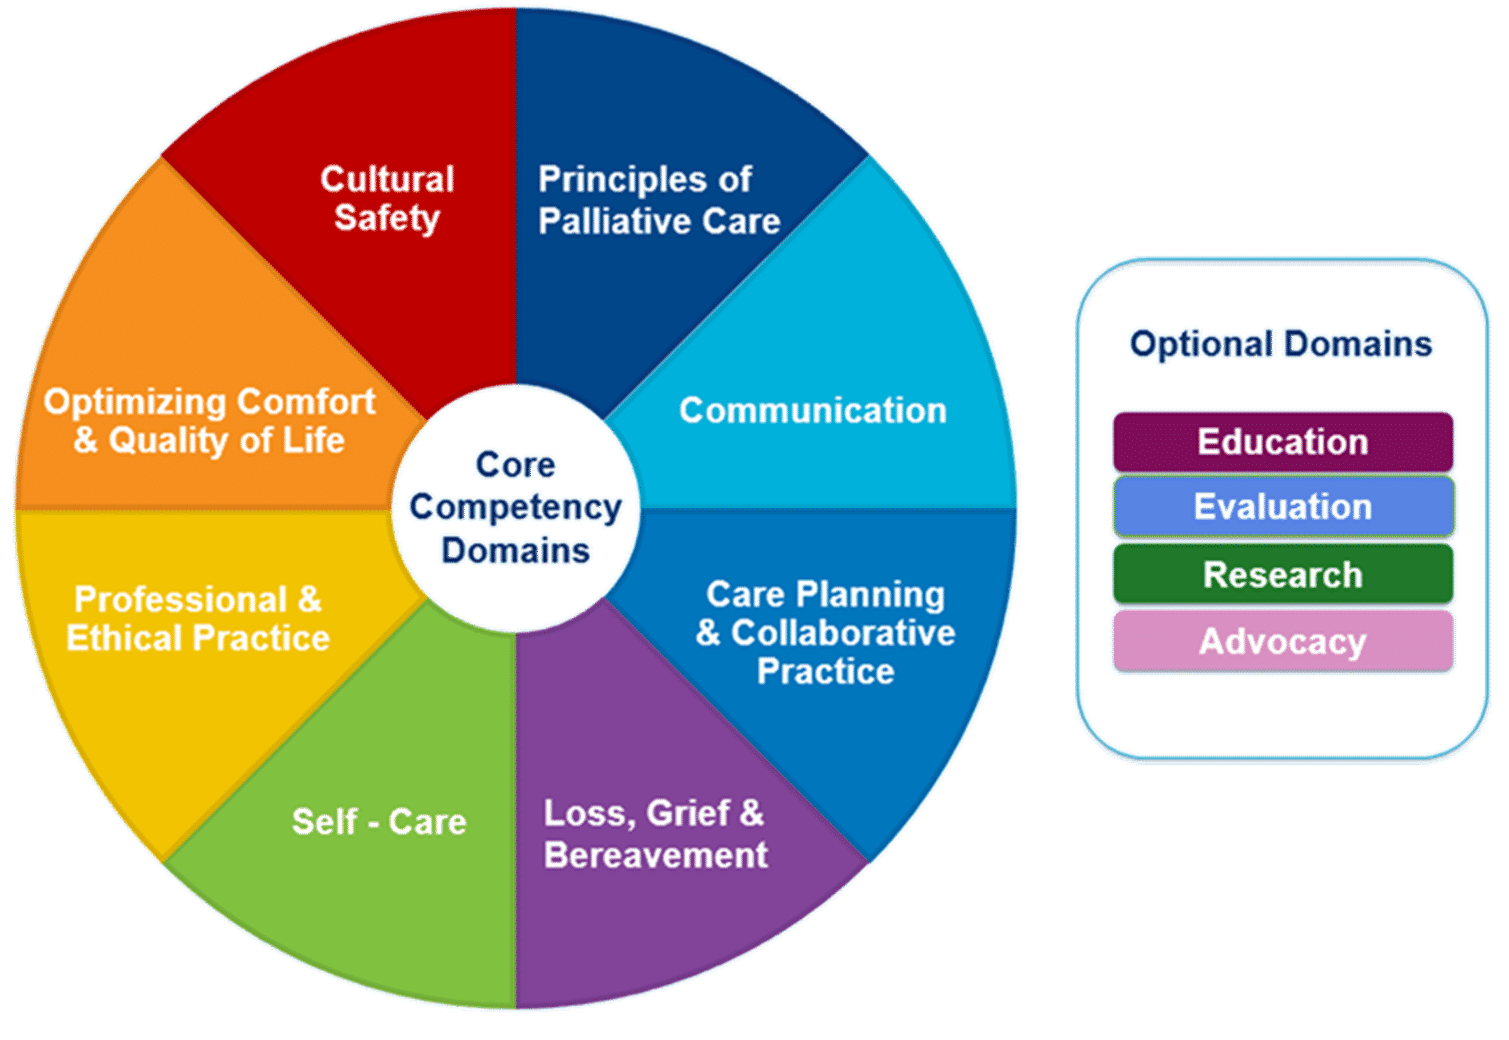 Cultural
Safety
Principles of
Palliative Care
Communication
Care Planning
& Collaborative
Practice
Loss, Grief &
Bereavement
Self - Care
Professional &
Ethical Practice
Optimizing Comfort
& Quality of Life
Core
Competency
Domains
Optional Domains
Education
Evaluation
Research
Advocacy